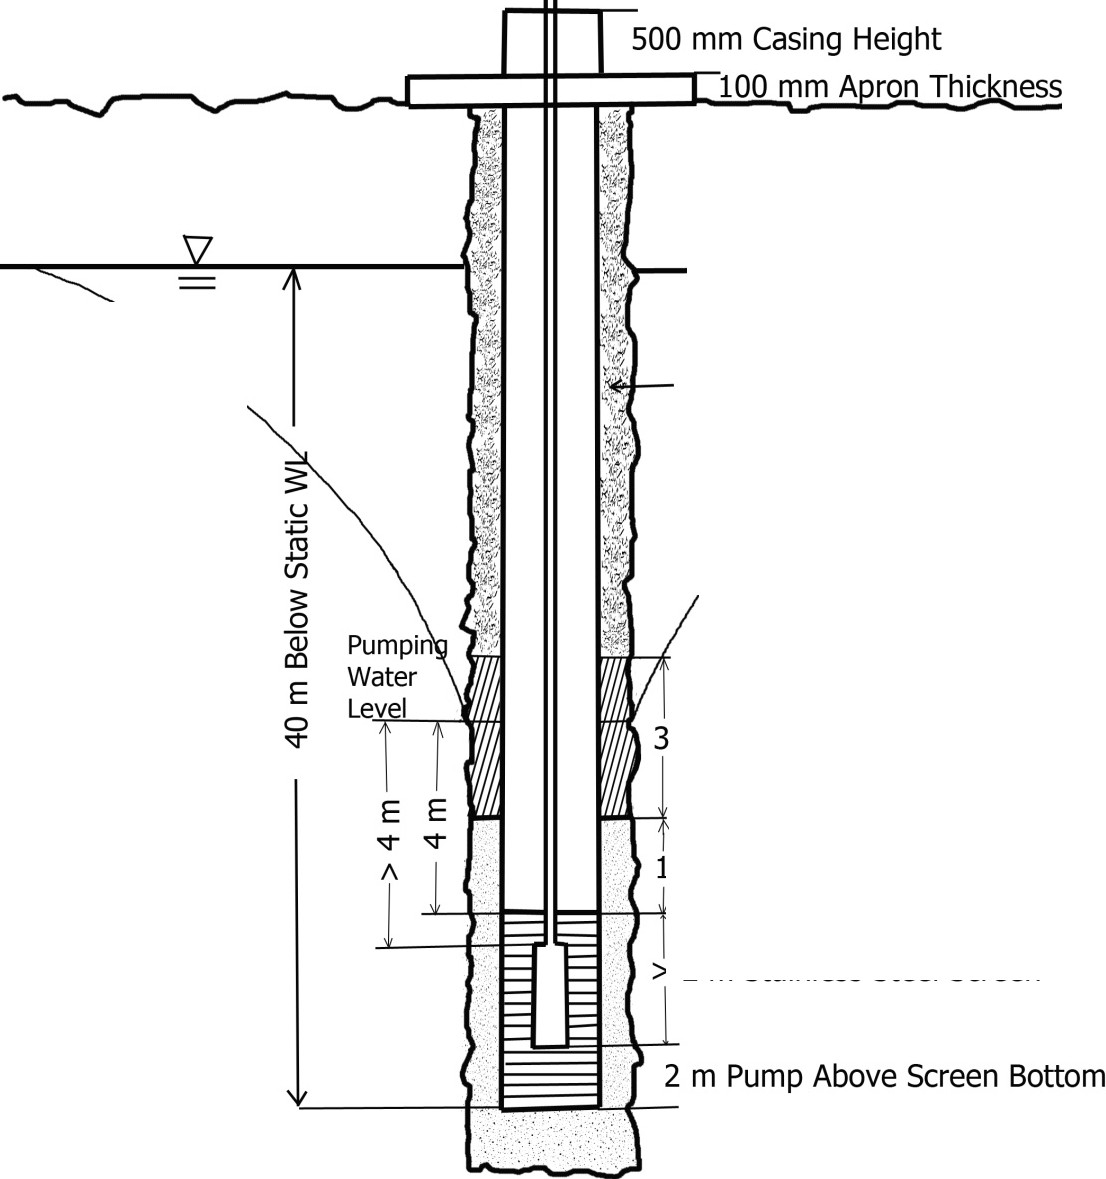 500 mm Casing Height
100 mm Apron Thickness
40 m Below Static WL
Pumping
Water
Level
> 4 m
4 m
3
1
>
2 m Pump Above Screen Bottom